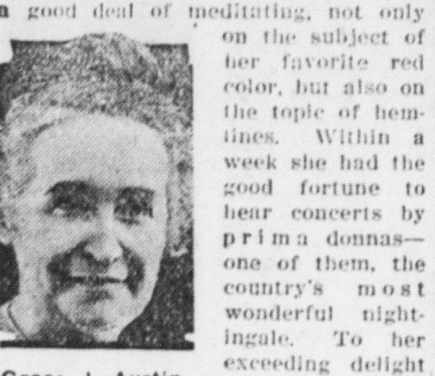 a good deal of meditating, not only
on the subject of
her favorite red
color, but also on
the topic of hem-
lines. Within a
week she had the
good fortune to
hear concerts by
prima donnas—
one of them, the
country's most
wonderful night-
ingale. To her
exceeding delight
Austin